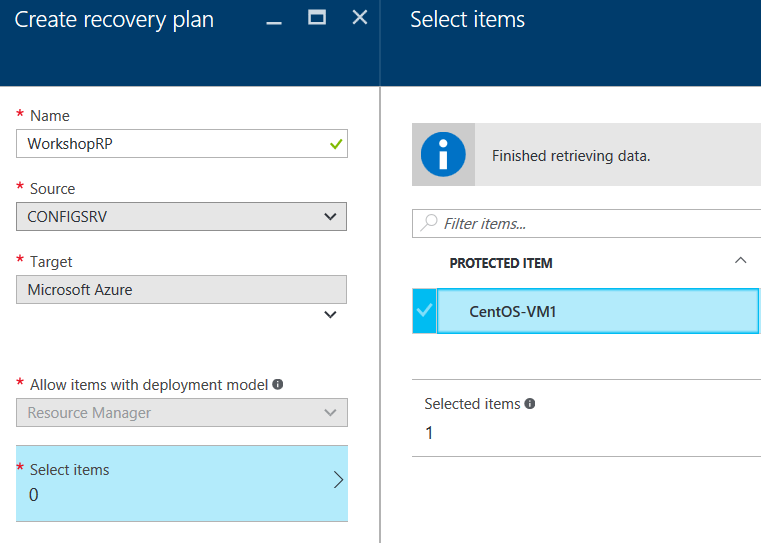 Create recovery plan
* Name
WorkshopRP
* Source
CONFIGSRV
* Target
Microsoft Azure
* Allow items with deployment model
Resource Manager
* Select items
0
Select items
Finished retrieving data.
Filter items...
PROTECTED ITEM
CentOS-VM1
Selected items
1